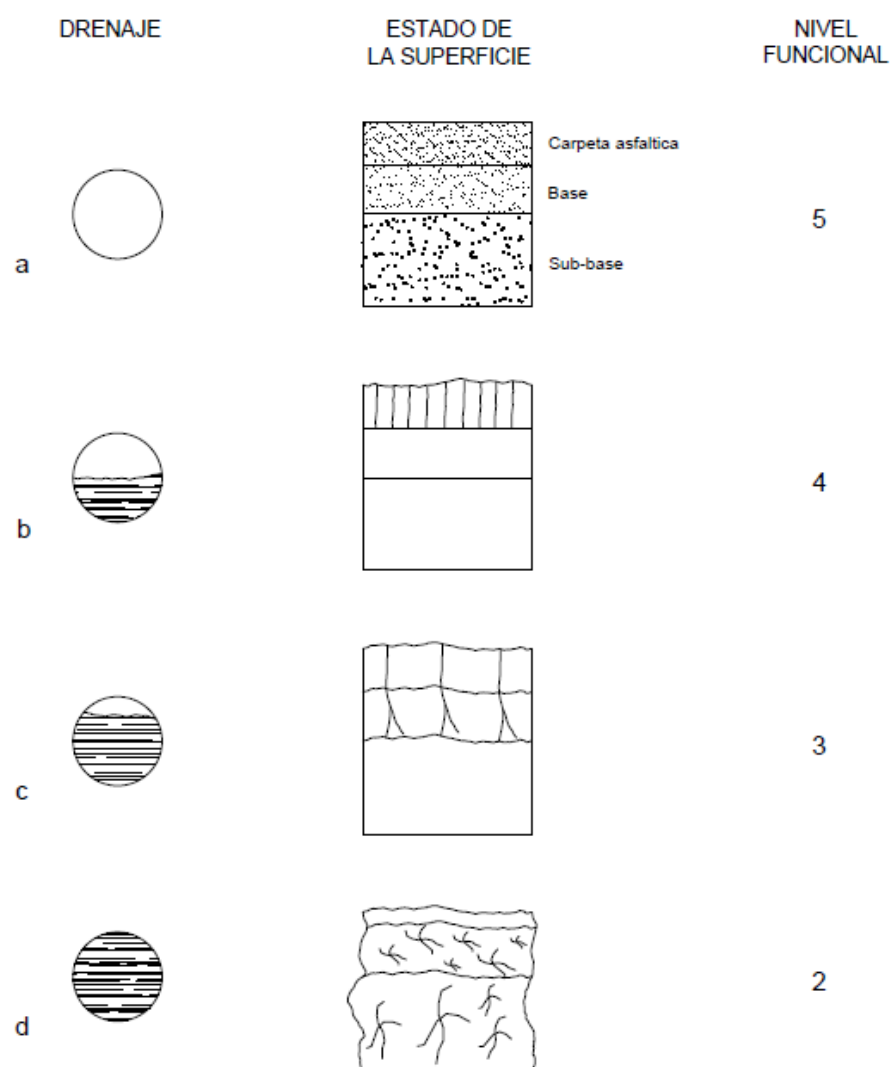 DRENAJE
ESTADO DE
LA SUPERFICIE
NIVEL
FUNCIONAL
Carpeta asfaltica
Base
5
a
Sub-base
4
b
3
c
2
d